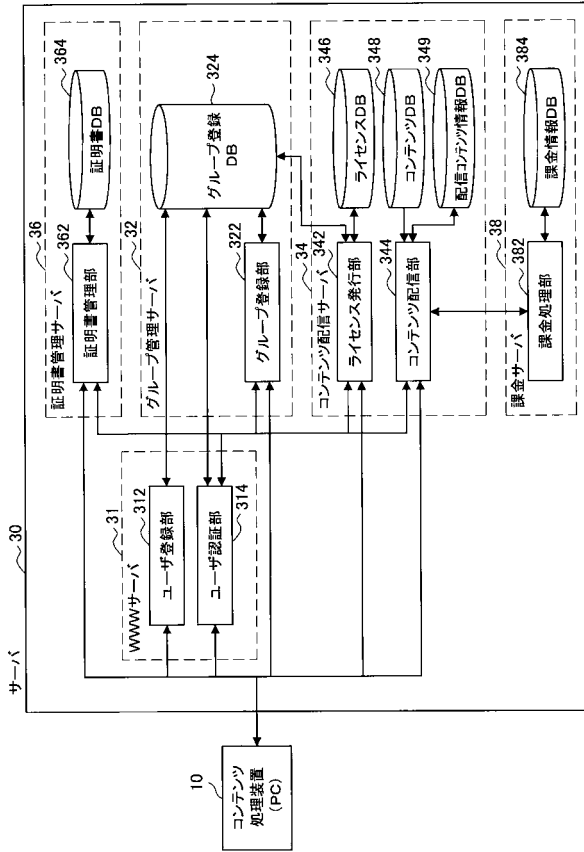 サーバ
30
コンテンツ
処理装置
(PC)
10
WWWサーバ
31
ユーザ登録部
312
ユーザ認証部
314
証明書管理サーバ
36
証明書管理部
362
証明書DB
364
グループ管理サーバ
32
グループ登録部
322
グループ登録
DB
324
コンテンツ配信サーバ
34
ライセンス発行部
342
コンテンツ配信部
344
ライセンスDB
346
コンテンツDB
348
配信コンテンツ情報DB
349
課金サーバ
38
課金処理部
382
課金情報DB
384